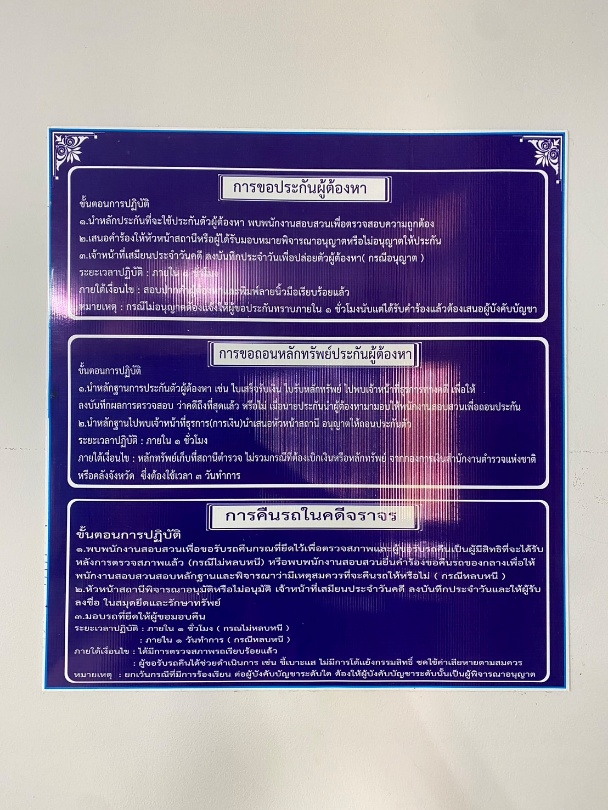 การขอประกันผู้ต้องหา
ขั้นตอนการปฏิบัติ
๑.นำหลักประกันที่จะใช้ประกันตัวผู้ต้องหา พบพนักงานสอบสวนเพื่อตรวจสอบความถูกต้อง
๒.เสนอคำร้องให้หัวหน้าสถานีหรือผู้ได้รับมอบหมายพิจารณาอนุญาตหรือไม่อนุญาตให้ประกัน
๓.เจ้าหน้าที่เสมียนประจำวันคดี ลงบันทึกประจำวันเพื่อปล่อยตัวผู้ต้องหา( กรณีอนุญาต )
ระยะเวลาปฏิบัติ : ภายใน ๑ ชั่วโมง
ภายใต้เงื่อนไข : สอบปากคำผู้ต้องหาและพิมพ์ลายนิ้วมือเรียบร้อยแล้ว
หมายเหตุ : กรณีไม่อนุญาตต้องแจ้งให้ผู้ขอประกันทราบภายใน ๑ ชั่วโมงนับแต่ได้รับคำร้องแล้วต้องเสนอผู้บังคับบัญชา
การขอถอนหลักทรัพย์ประกันผู้ต้องหา
ขั้นตอนการปฏิบัติ
๑.นำหลักฐานการประกันตัวผู้ต้องหา เช่น ใบเสร็จรับเงิน ใบรับหลักทรัพย์ ไปพบเจ้าหน้าที่ธุรการทางคดี เพื่อให้
ลงบันทึกผลการตรวจสอบ ว่าคดีถึงที่สุดแล้ว หรือไม่ เมื่อนายประกันนำผู้ต้องหามามอบให้พนักงานสอบสวนเพื่อถอนประกัน
๒.นำหลักฐานไปพบเจ้าหน้าที่ธุรการ(การเงิน)นำเสนอหัวหน้าสถานี อนุญาตให้ถอนประกันตัว
ระยะเวลาปฏิบัติ : ภายใน ๑ ชั่วโมง
ภายใต้เงื่อนไข : หลักทรัพย์เก็บที่สถานีตำรวจ ไม่รวมกรณีที่ต้องเบิกเงินหรือหลักทรัพย์ จากกองการเงินสำนักงานตำรวจแห่งชาติ
หรือคลังจังหวัด ซึ่งต้องใช้เวลา ๓ วันทำการ
การคืนรถในคดีจราจร
ขั้นตอนการปฏิบัติ
๑.พบพนักงานสอบสวนเพื่อขอรับรถคืนกรณีที่ยึดไว้เพื่อตรวจสภาพและผู้ขอรับรถคืนเป็นผู้มีสิทธิที่จะได้รับ
หลังการตรวจสภาพแล้ว (กรณีไม่หลบหนี) หรือพบพนักงานสอบสวนยื่นคำร้องขอคืนรถของกลางเพื่อให้
พนักงานสอบสวนสอบหลักฐานและพิจารณาว่ามีเหตุสมควรที่จะคืนรถให้หรือไม่ ( กรณีหลบหนี )
๒.หัวหน้าสถานีพิจารณาอนุมัติหรือไม่อนุมัติ เจ้าหน้าที่เสมียนประจำวันคดี ลงบันทึกประจำวันและให้ผู้รับ
ลงชื่อ ในสมุดยึดและรักษาทรัพย์
๓.มอบรถที่ยึดให้ผู้ขอมอบคืน
ระยะเวลาปฏิบัติ : ภายใน ๑ ชั่วโมง ( กรณีไม่หลบหนี )
: ภายใน ๑ วันทำการ ( กรณีหลบหนี )
ภายใต้เงื่อนไข : ได้มีการตรวจสภาพรถเรียบร้อยแล้ว
: ผู้ขอรับรถคืนได้ช่วยดำเนินการ เช่น ชี้เบาะแส ไม่มีการโต้แย้งกรรมสิทธิ์ ชดใช้ค่าเสียหายตามสมควร
หมายเหตุ : ยกเว้นกรณีที่มีการร้องเรียน ต่อผู้บังคับบัญชาระดับใด ต้องให้ผู้บังคับบัญชาระดับนั้นเป็นผู้พิจารณาอนุญาต